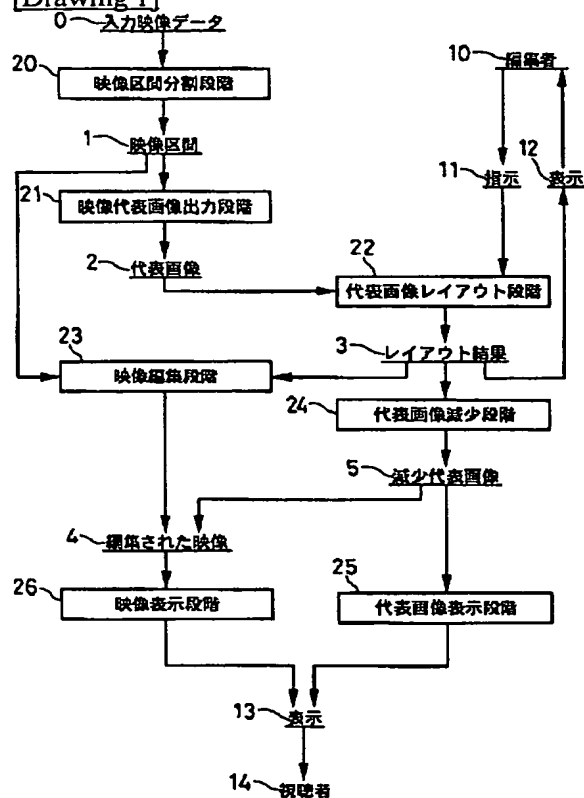 [Drawing 1]
0 入力映像データ
20 映像区間分割段階
1 映像区間
21 映像代表画像出力段階
2 代表画像
10 編集者
11 指示
12 表示
22 代表画像レイアウト段階
3 レイアウト結果
23 映像編集段階
24 代表画像減少段階
5 減少代表画像
4 編集された映像
26 映像表示段階
25 代表画像表示段階
13 表示
14 視聴者